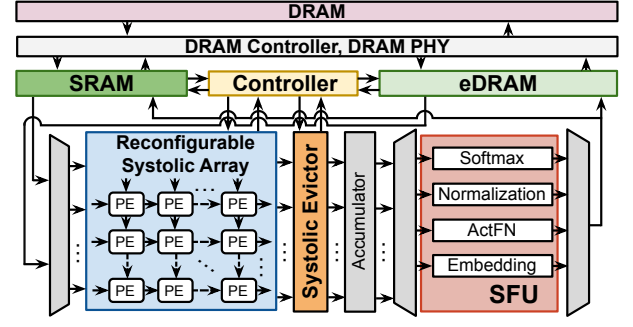 DRAM
DRAM Controller, DRAM PHY
SRAM
Controller
eDRAM
Reconfigurable
Systolic Array
PE PE PE
PE PE PE
PE PE PE
Systolic Evictor
Accumulator
Softmax
Normalization
ActFN
Embedding
SFU